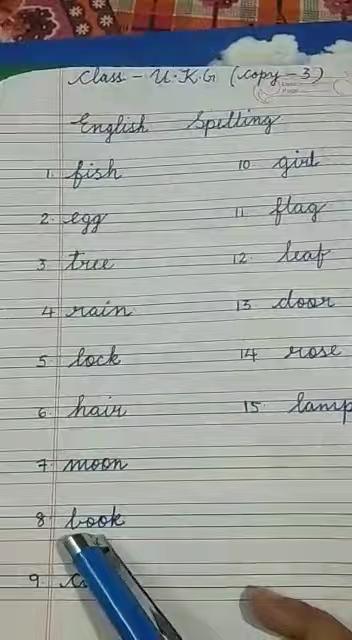 Class - U.K.G (Copy - 3)
English Spelling
1. fish
2. egg
3. tree
4. rain
5. lock
6. hair
7. moon
8. book
9.
10. girl
11. flag
12. leaf
13. door
14. rose
15. lamp